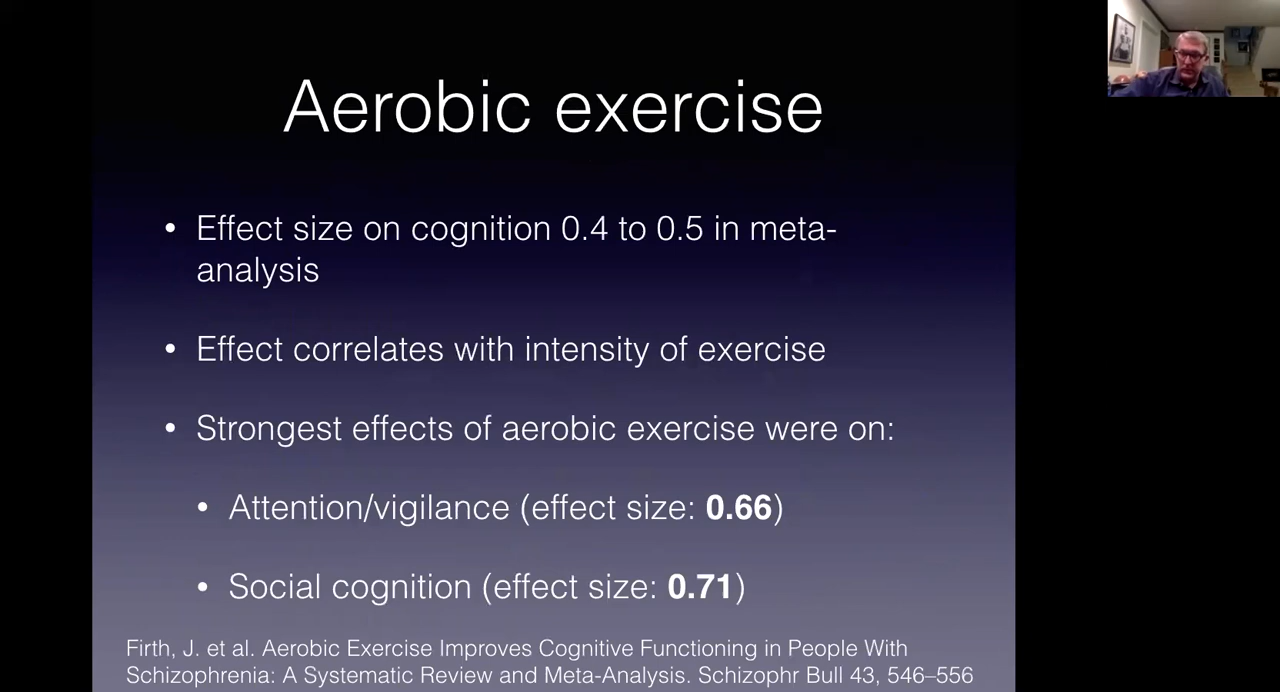 Aerobic exercise
• Effect size on cognition 0.4 to 0.5 in meta-
analysis
• Effect correlates with intensity of exercise
• Strongest effects of aerobic exercise were on:
• Attention/vigilance (effect size: 0.66)
• Social cognition (effect size: 0.71)
Firth, J. et al. Aerobic Exercise Improves Cognitive Functioning in People With
Schizophrenia: A Systematic Review and Meta-Analysis. Schizophr Bull 43, 546–556